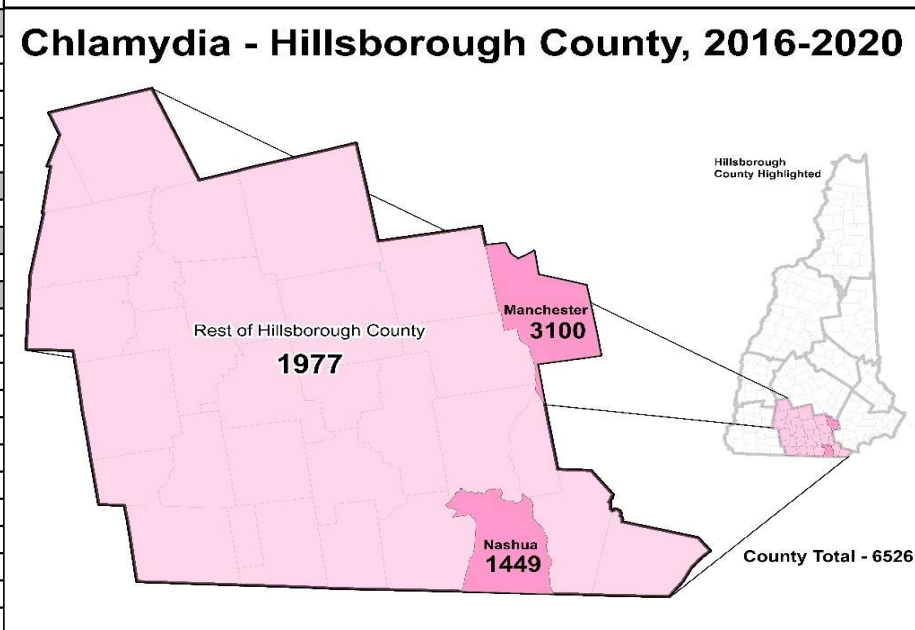 Chlamydia - Hillsborough County, 2016-2020
Hillsborough
County Highlighted
Manchester
3100
Rest of Hillsborough County
1977
Nashua
1449
County Total - 6526